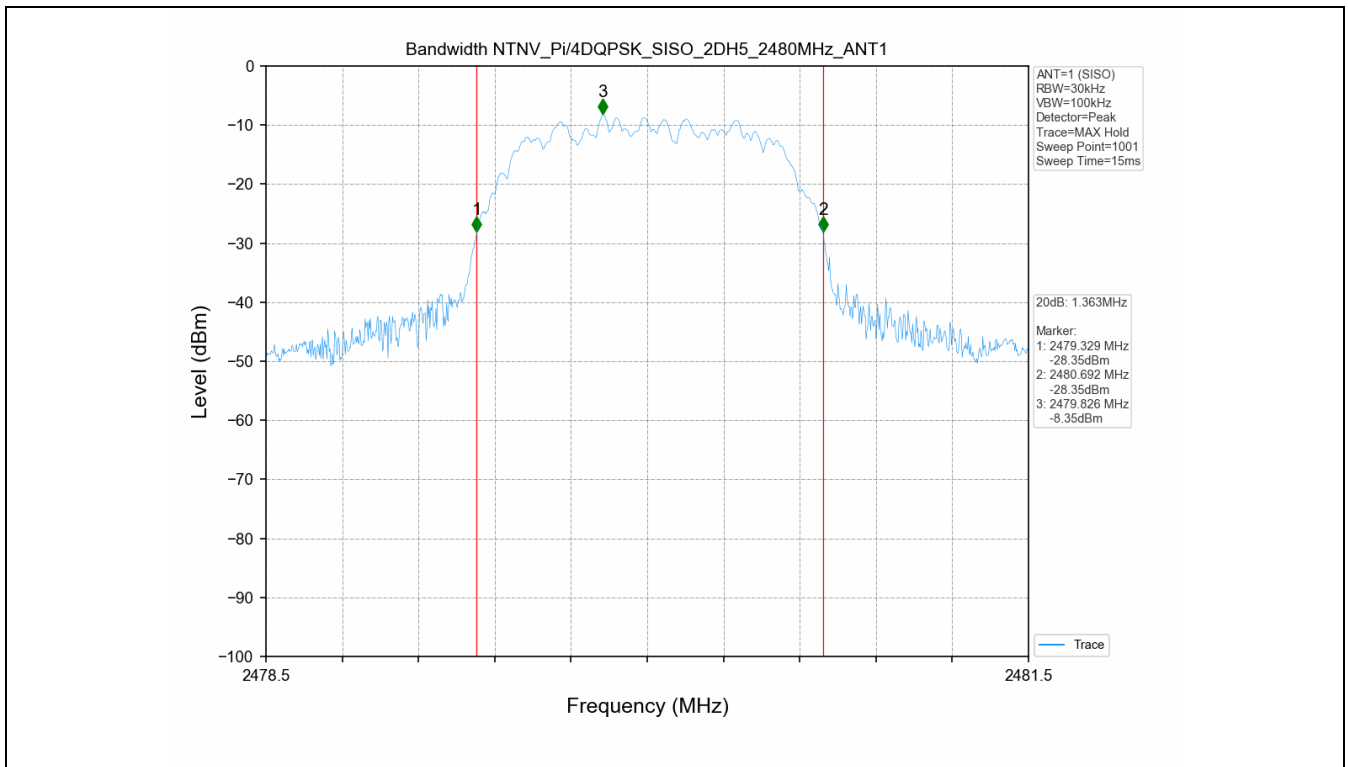 Bandwidth NTNV_Pi/4DQPSK_SISO_2DH5_2480MHz_ANT1
0
−10
−20
−30
−40
−50
−60
−70
−80
−90
−100
Level (dBm)
1
2
3
2478.5
2481.5
Frequency (MHz)
ANT=1 (SISO)
RBW=30kHz
VBW=100kHz
Detector=Peak
Trace=MAX Hold
Sweep Point=1001
Sweep Time=15ms
20dB: 1.363MHz
Marker:
1: 2479.329 MHz
-28.35dBm
2: 2480.692 MHz
-28.35dBm
3: 2479.826 MHz
-8.35dBm
Trace